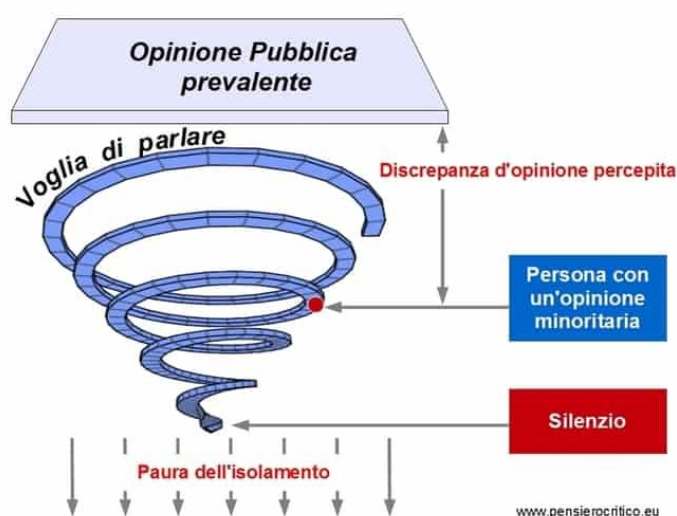 Opinione Pubblica
prevalente
Voglia di parlare
Discrepanza d'opinione percepita
Persona con
un'opinione
minoritaria
Silenzio
Paura dell'isolamento
www.pensierocritico.eu